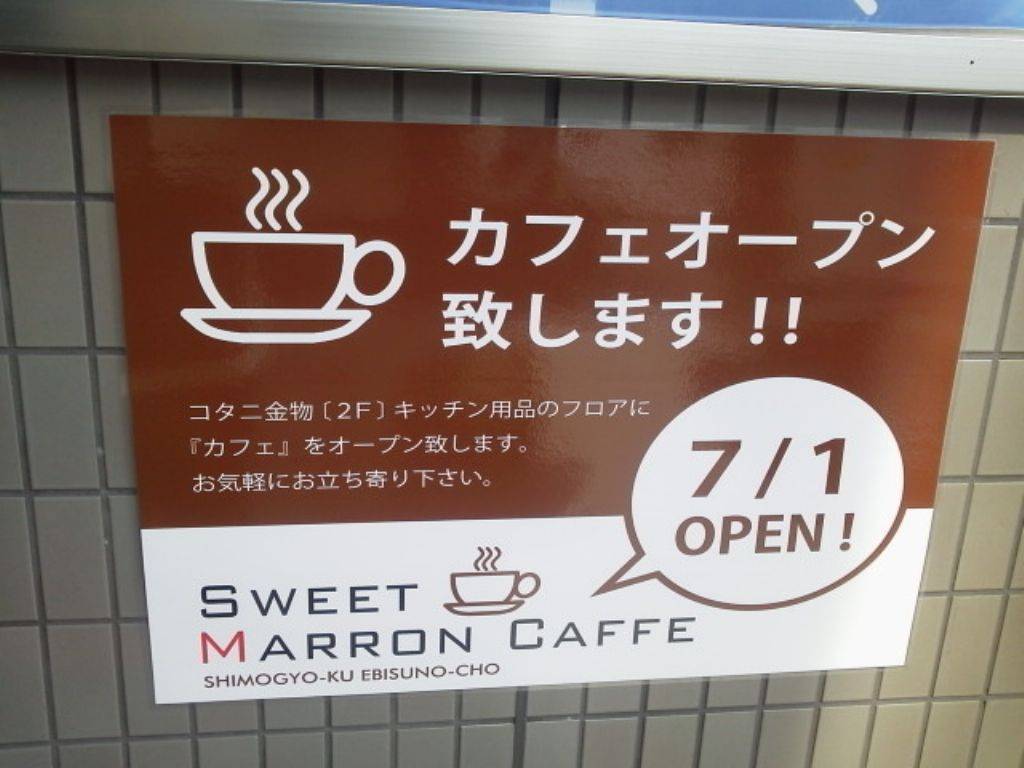 カフェオープン
致します!!
コタニ金物〔2F〕キッチン用品のフロアに
『カフェ』をオープン致します。
お気軽にお立ち寄り下さい。
7/1
OPEN!
SWEET
MARRON CAFFE
SHIMOGYO-KU EBISUNO-CHO